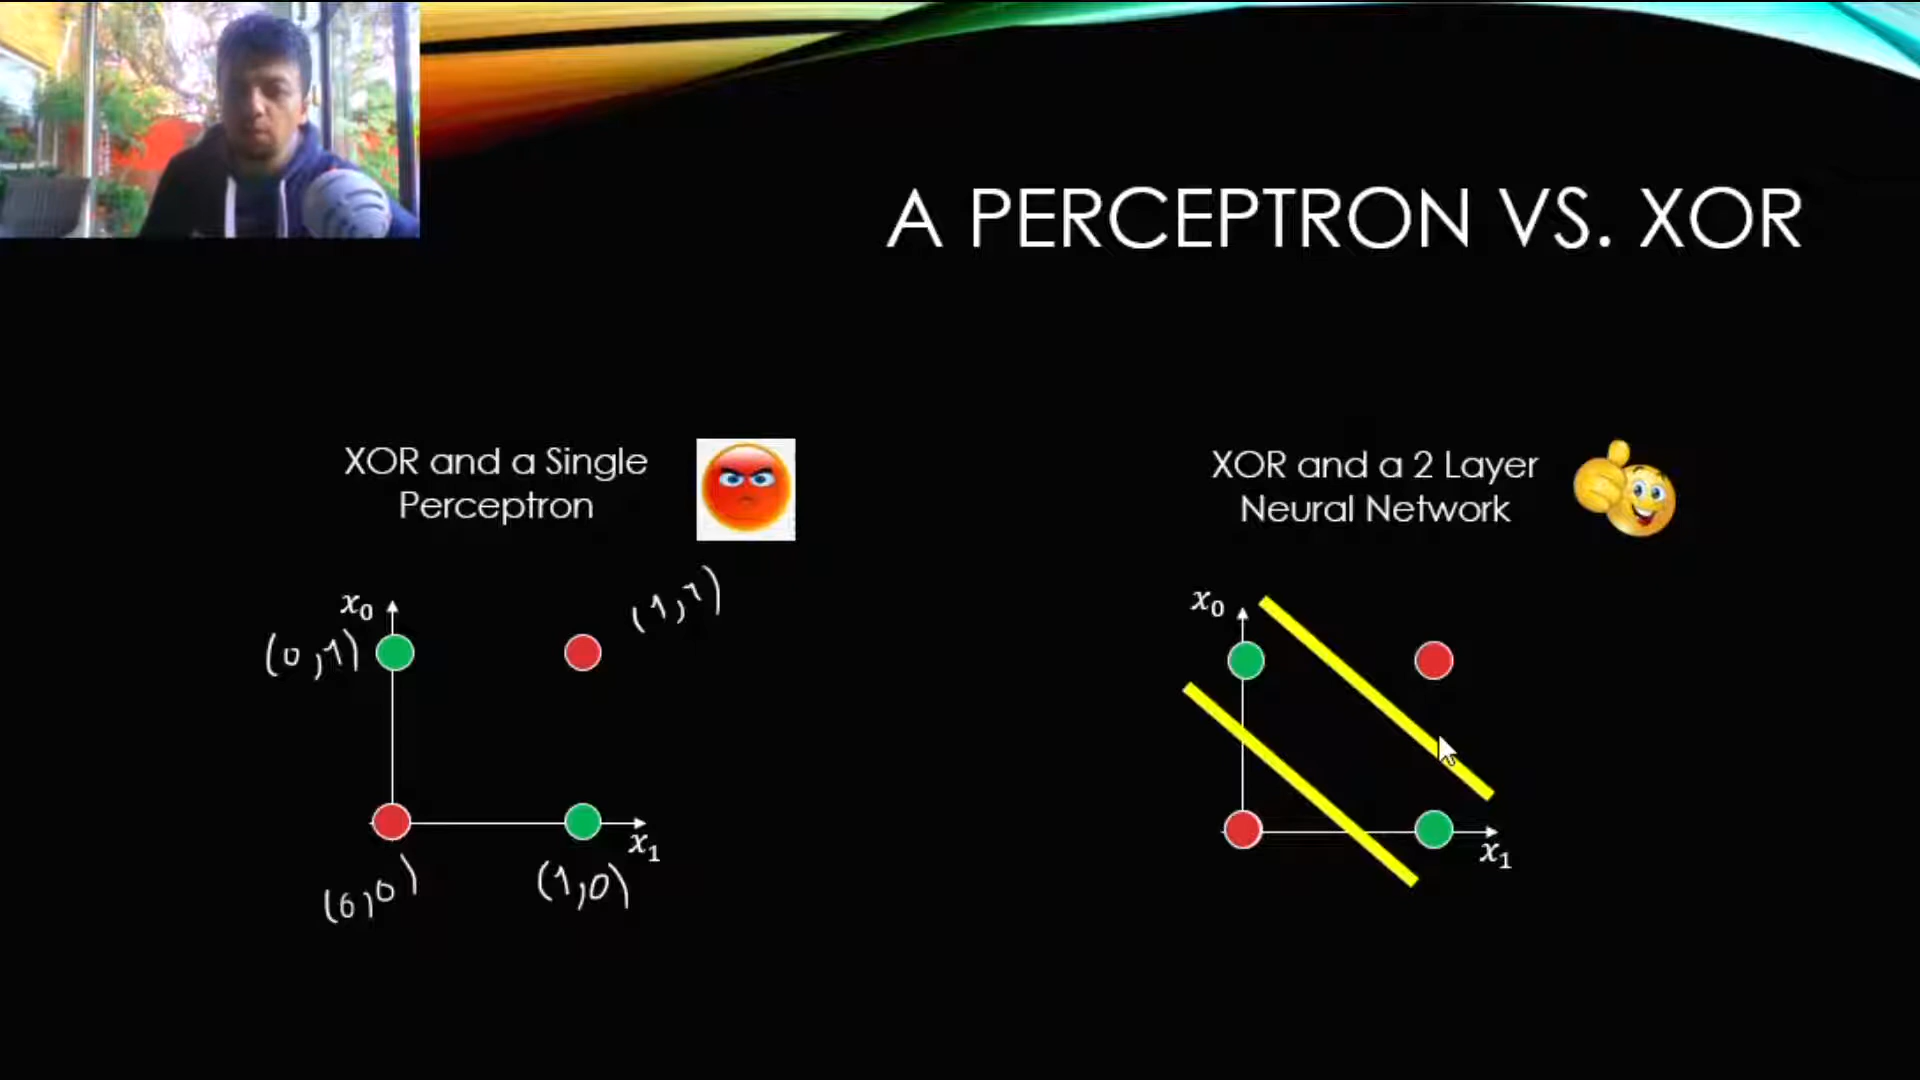 A PERCEPTRON VS. XOR
XOR and a Single
Perceptron
x₀
(0,1)
(1,1)
(0,0)
(1,0)
x₁
XOR and a 2 Layer
Neural Network
x₀
x₁